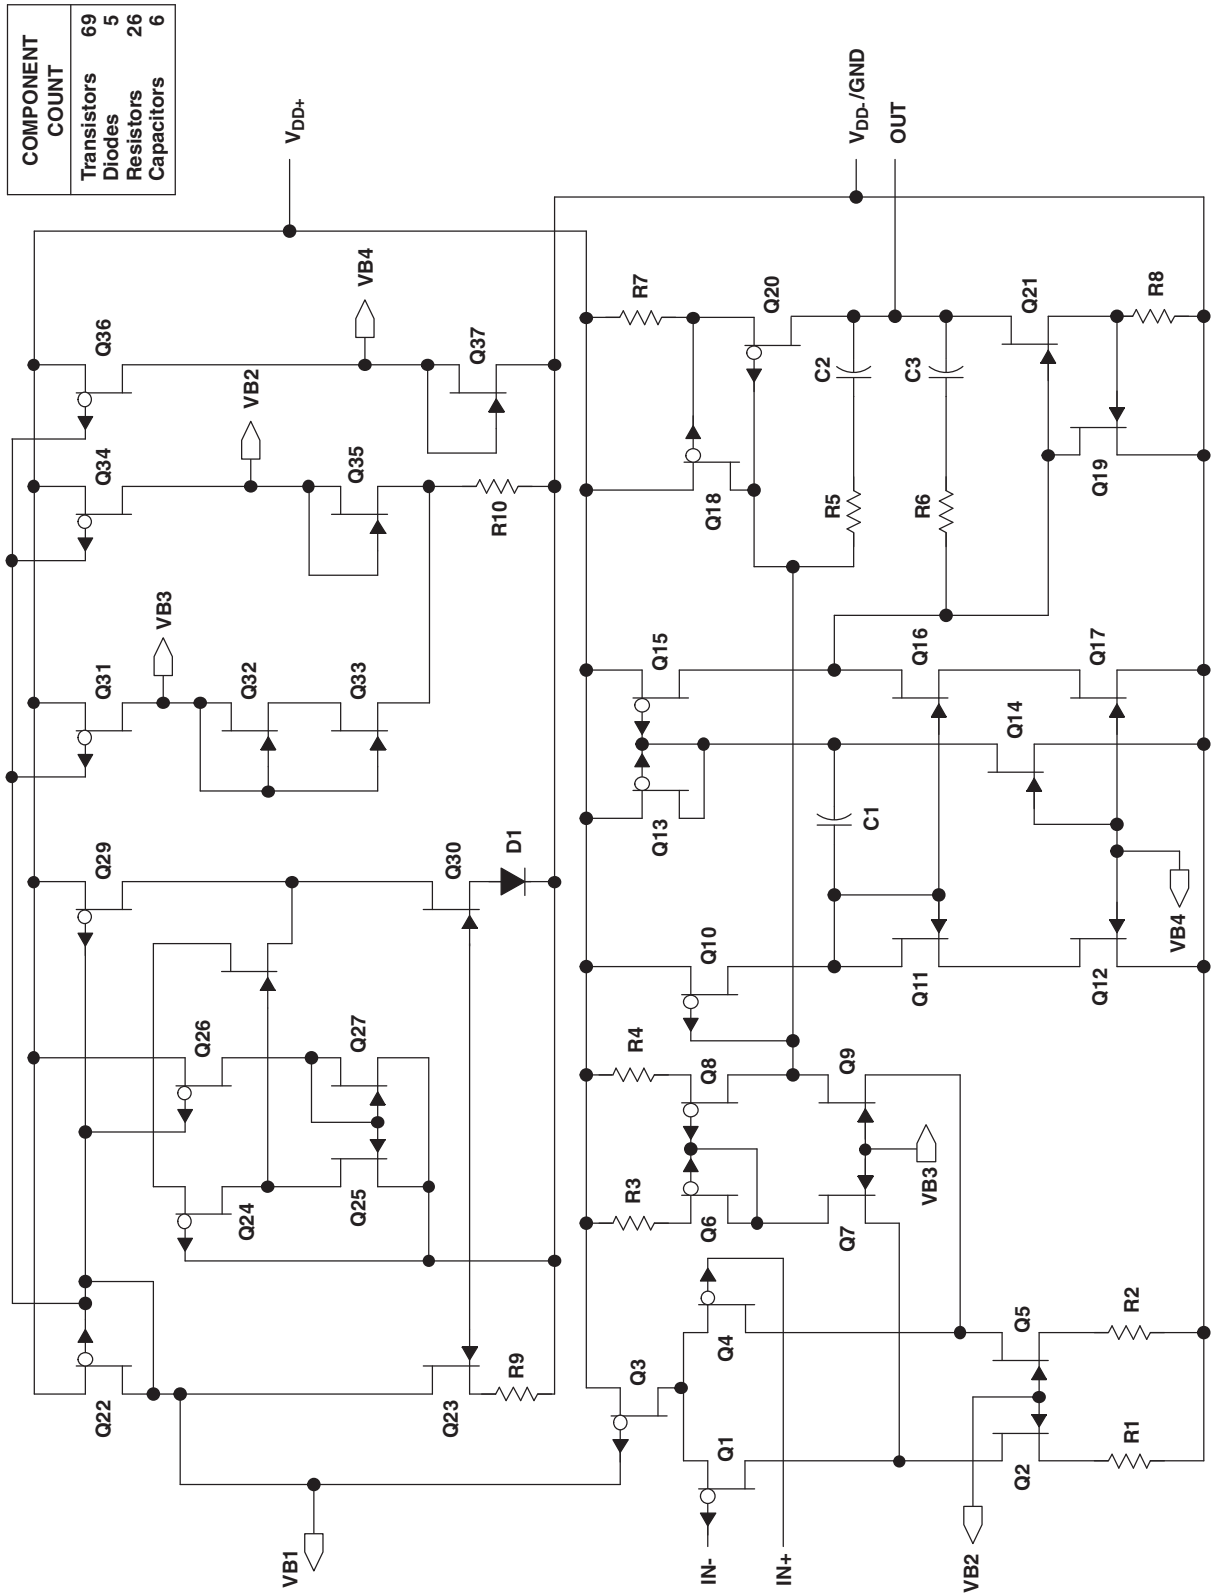 COMPONENT
COUNT
Transistors 69
Diodes 5
Resistors 26
Capacitors 6
VDD+
VDD-/GND
OUT
Q36
VB4
Q37
Q34
VB2
Q35
R10
Q31
VB3
Q32
Q33
Q29
Q30
D1
Q26
Q27
Q24
Q25
Q22
Q23
R9
VB1
R7
Q20
Q18
C2
R5
C3
R6
Q21
R8
Q19
Q15
Q16
Q17
Q13
C1
Q14
Q10
Q11
Q12
VB4
R4
Q8
Q9
R3
Q6
Q7
VB3
Q3
Q4
Q1
Q5
R2
Q2
R1
IN-
IN+
VB2